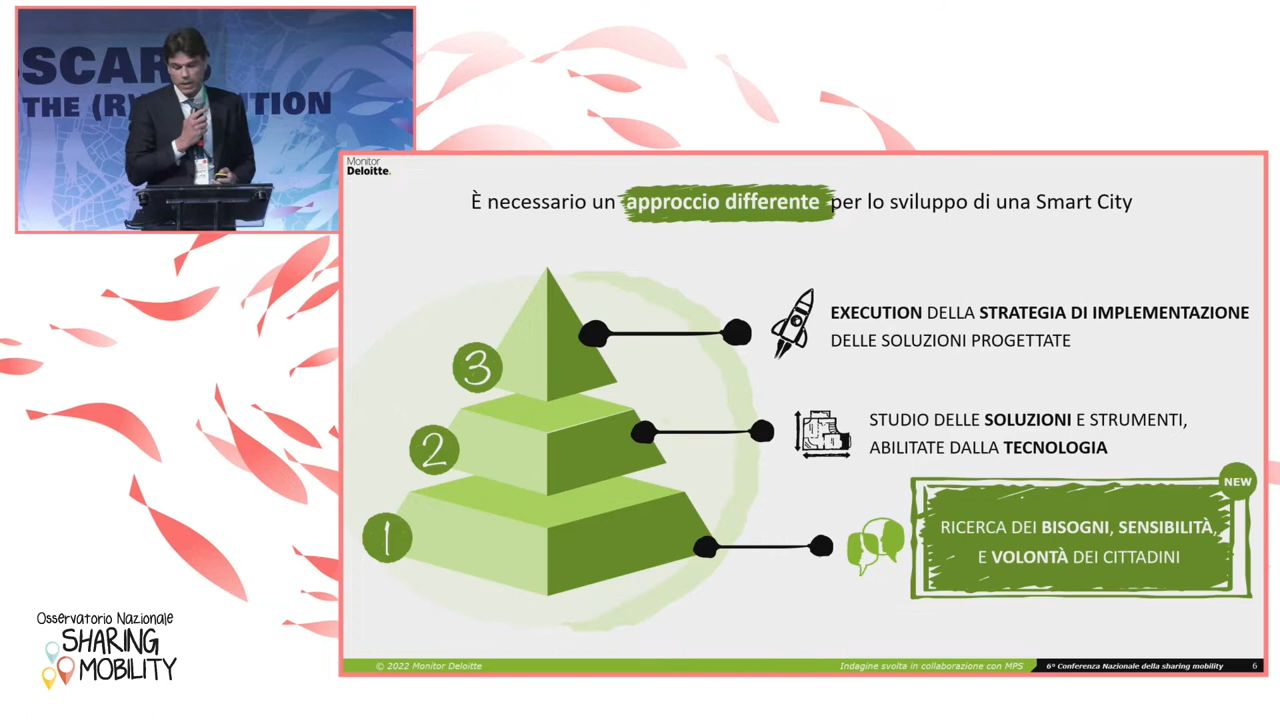 THE (R)
TION
Monitor
Deloitte.
È necessario un approccio differente per lo sviluppo di una Smart City
3
EXECUTION DELLA STRATEGIA DI IMPLEMENTAZIONE
DELLE SOLUZIONI PROGETTATE
2
STUDIO DELLE SOLUZIONI E STRUMENTI,
ABILITATE DALLA TECNOLOGIA
NEW
1
RICERCA DEI BISOGNI, SENSIBILITÀ,
E VOLONTÀ DEI CITTADINI
Osservatorio Nazionale
SHARING
MOBILITY
© 2022 Monitor Deloitte
Indagine svolta in collaborazione con MPS
6° Conferenza Nazionale della sharing mobility
6